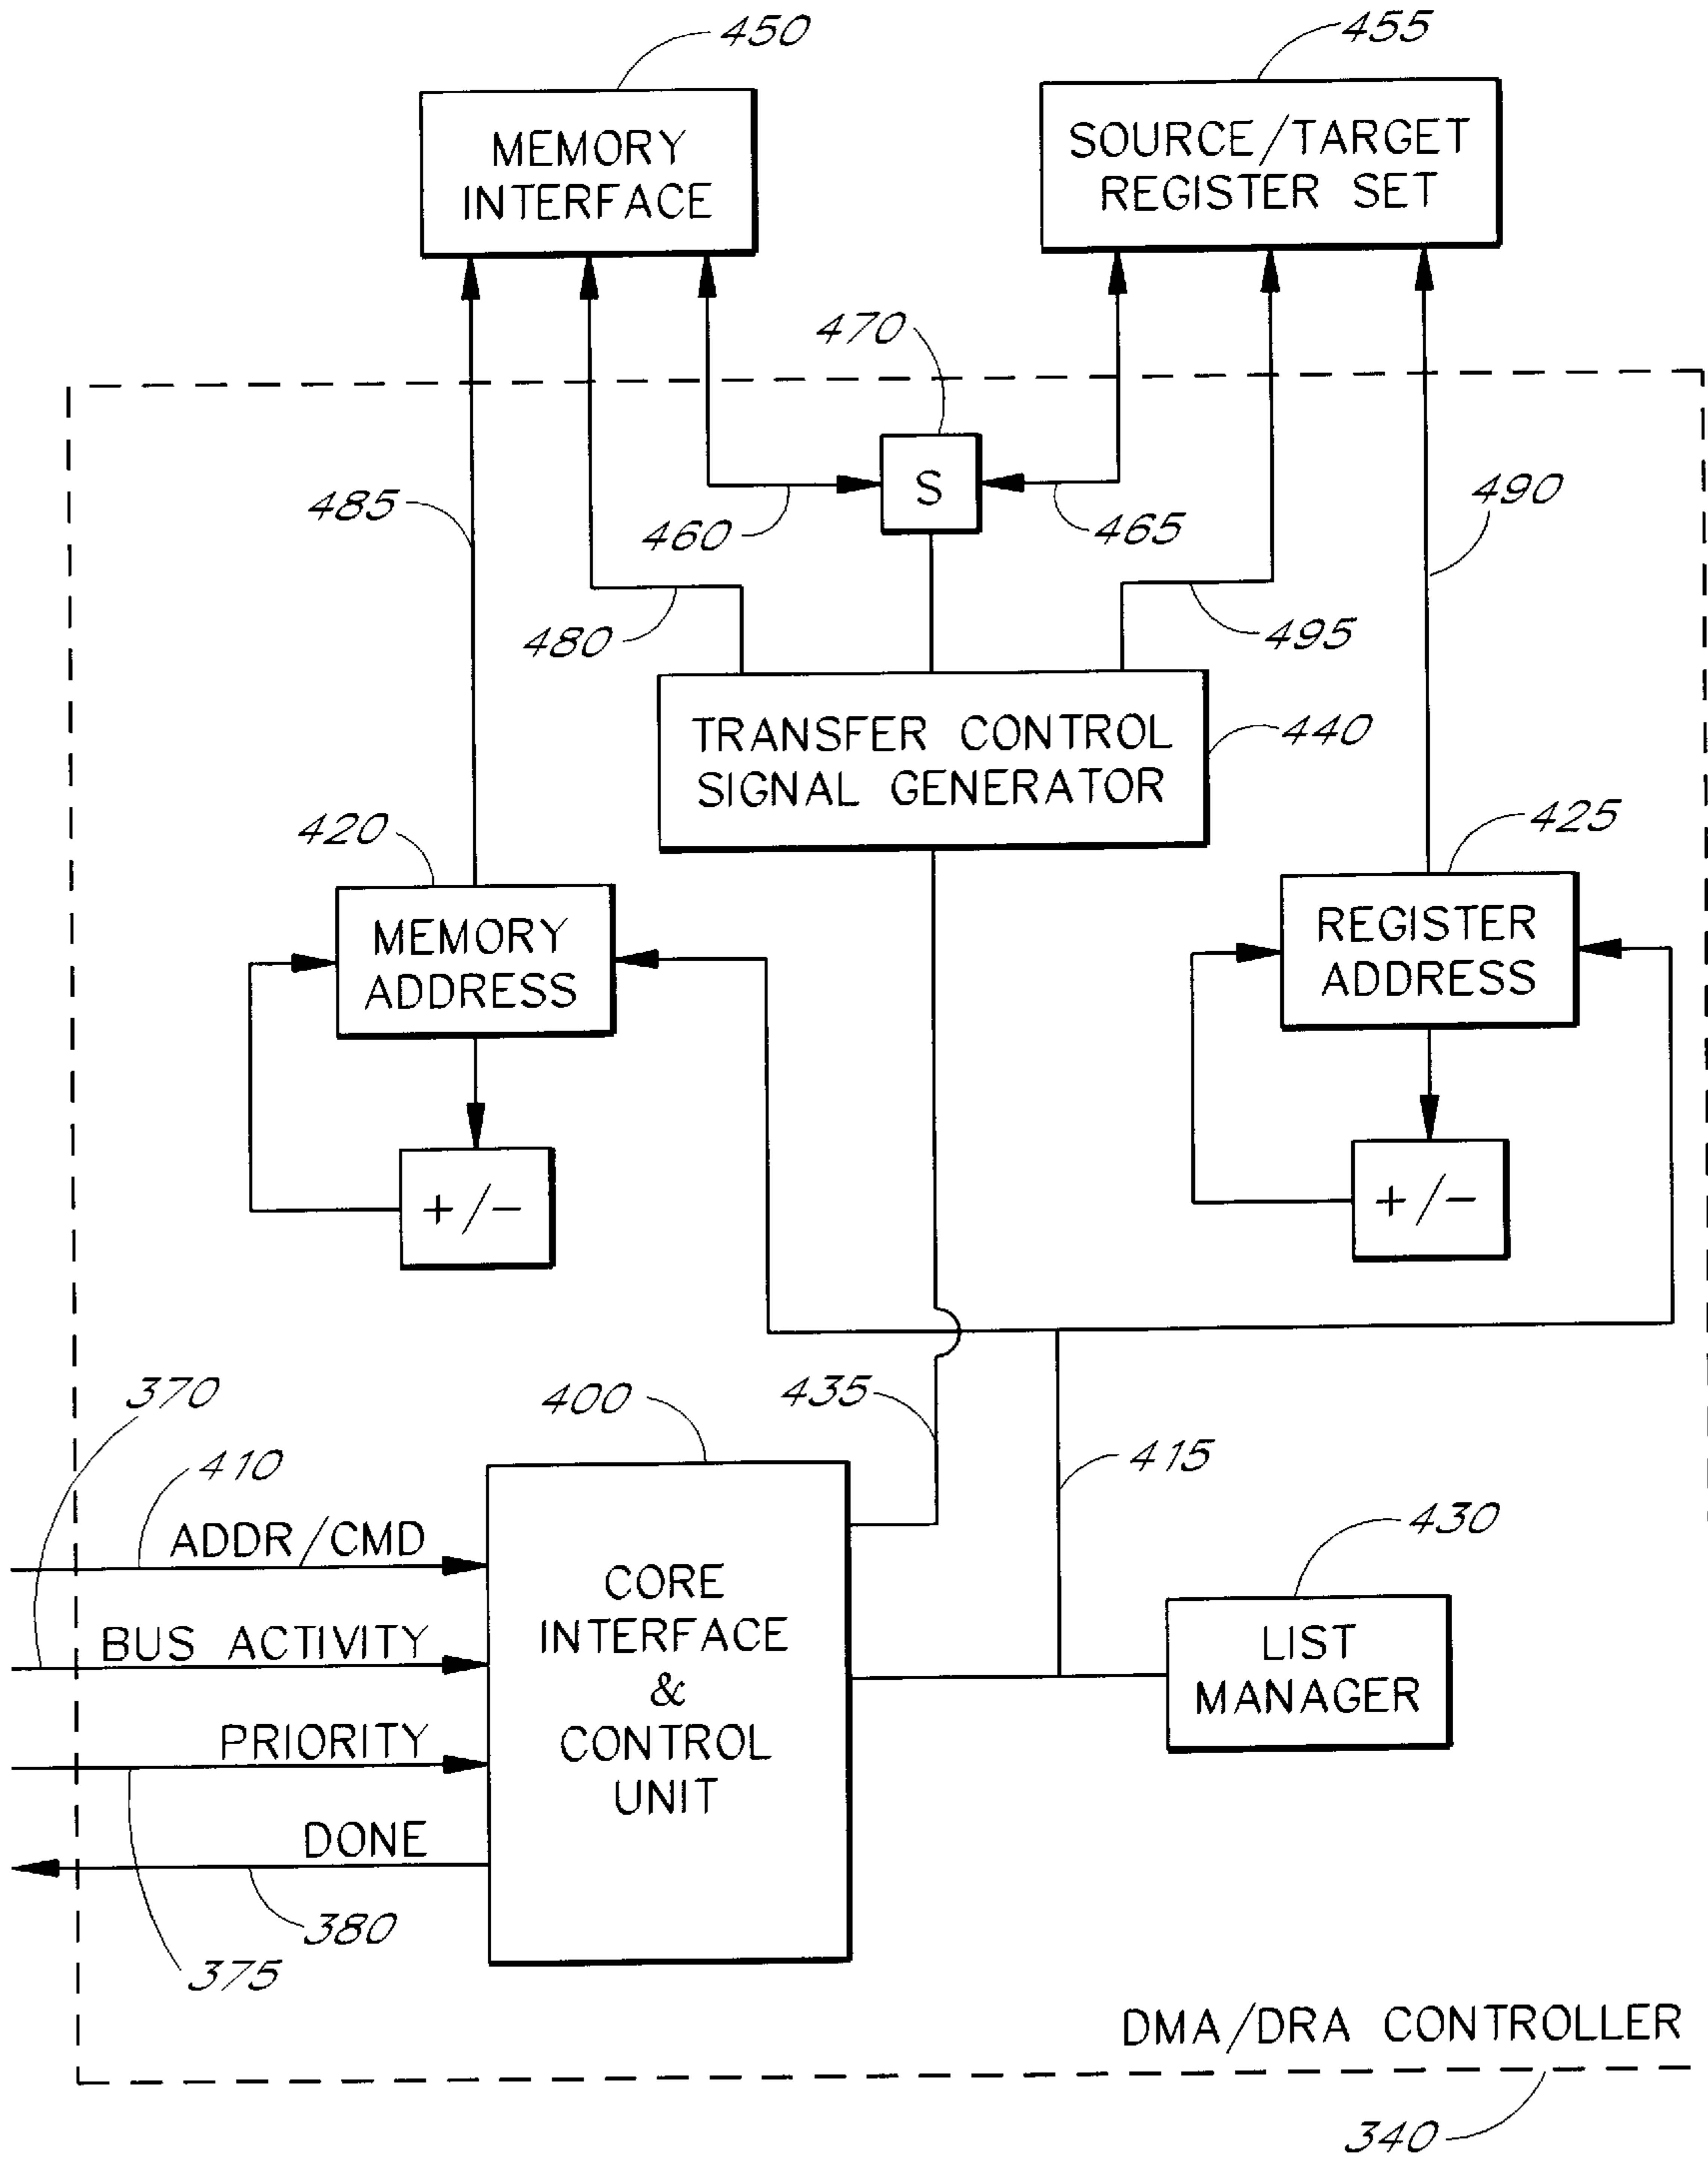 450
455
MEMORY
INTERFACE
SOURCE/TARGET
REGISTER SET
470
S
485
460
465
490
480
495
TRANSFER CONTROL
SIGNAL GENERATOR
440
420
425
MEMORY
ADDRESS
REGISTER
ADDRESS
+/-
+/-
370
400
435
410
415
430
ADDR/CMD
BUS ACTIVITY
PRIORITY
DONE
CORE
INTERFACE
&
CONTROL
UNIT
LIST
MANAGER
380
375
DMA/DRA CONTROLLER
340